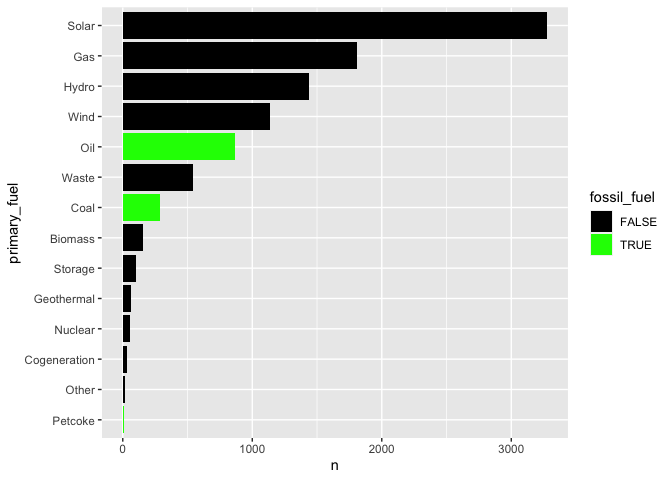 Solar
Gas
Hydro
Wind
Oil
Waste
Coal
Biomass
Storage
Geothermal
Nuclear
Cogeneration
Other
Petcoke
primary_fuel
0 1000 2000 3000
n
fossil_fuel
FALSE
TRUE